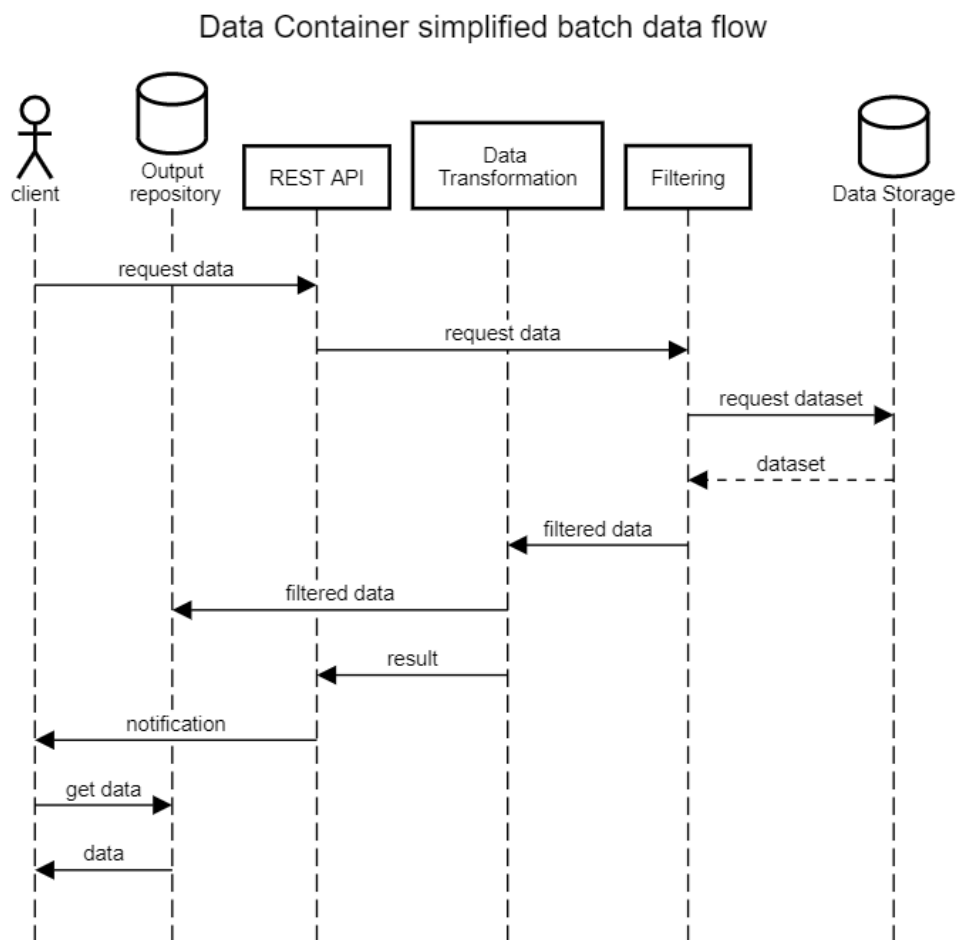 Data Container simplified batch data flow
client
Output
repository
REST API
Data
Transformation
Filtering
Data Storage
request data
request data
request dataset
dataset
filtered data
filtered data
result
notification
get data
data